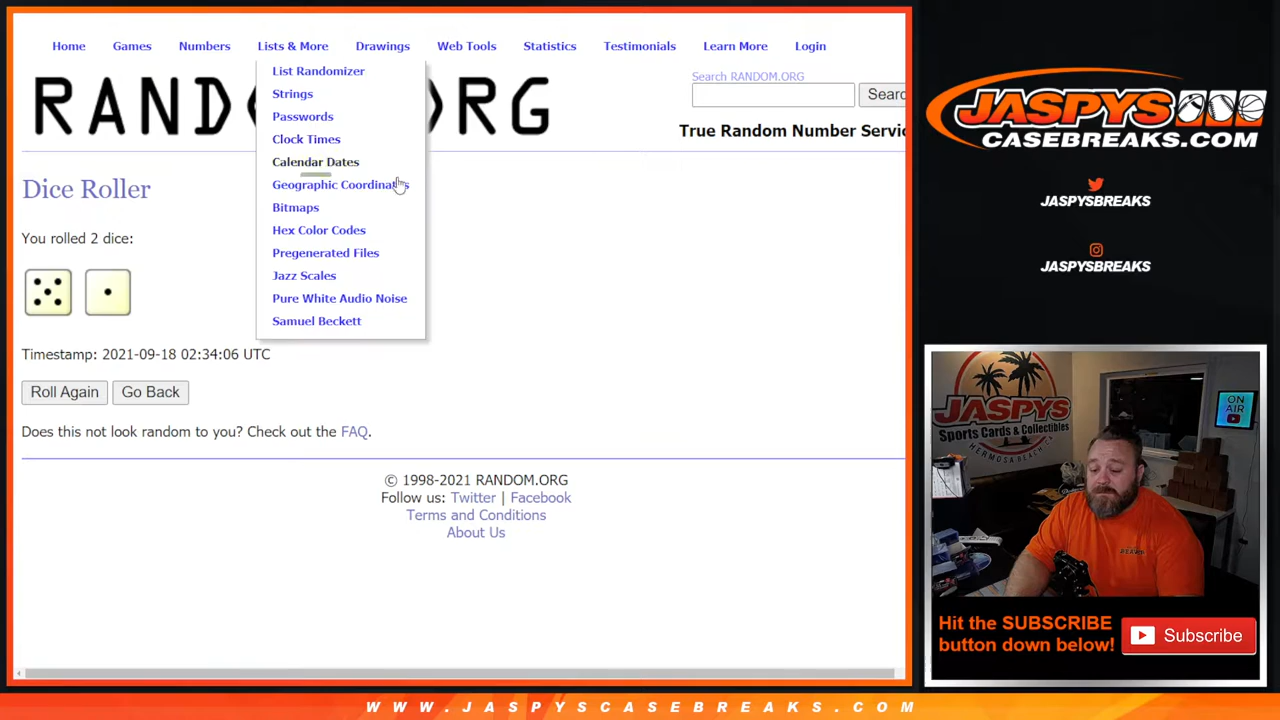 Home Games Numbers Lists & More Drawings Web Tools Statistics Testimonials Learn More Login
List Randomizer
Strings
Passwords
Clock Times
Calendar Dates
Geographic Coordinates
Bitmaps
Hex Color Codes
Pregenerated Files
Jazz Scales
Pure White Audio Noise
Samuel Beckett
Search RANDOM.ORG
True Random Number Servic
Dice Roller
You rolled 2 dice:
Timestamp: 2021-09-18 02:34:06 UTC
Roll Again Go Back
Does this not look random to you? Check out the FAQ.
© 1998-2021 RANDOM.ORG
Follow us: Twitter | Facebook
Terms and Conditions
About Us
JASPYS
CASEBREAKS.COM
JASPYSBREAKS
JASPYSBREAKS
JASPYS
Sports Cards & Collectibles
HERMOSA BEACH, CA
ON
AIR
Hit the SUBSCRIBE
button down below!
Subscribe
WWW.JASPYSCASEBREAKS.COM